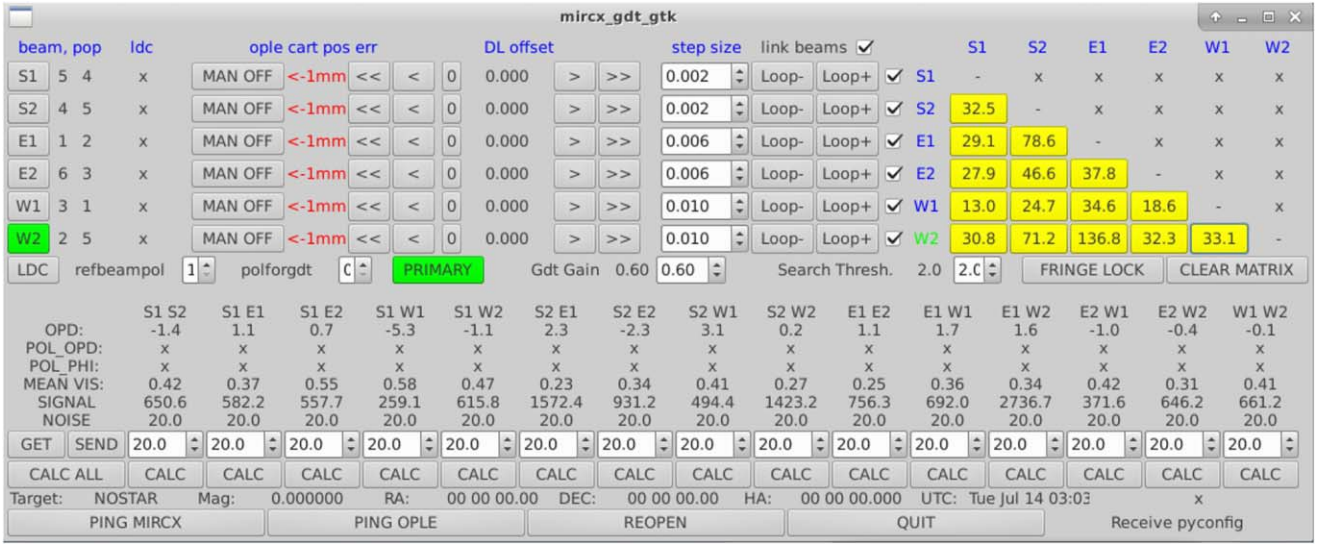 mircx_gdt_gtk
beam, pop ldc ople cart pos err DL offset step size link beams S1 S2 E1 E2 W1 W2
S1 5 4 x MAN OFF <-1mm << < 0 0.000 > >> 0.002 Loop- Loop+ S1 - x x x x x
S2 4 5 x MAN OFF <-1mm << < 0 0.000 > >> 0.002 Loop- Loop+ S2 32.5 - x x x x
E1 1 2 x MAN OFF <-1mm << < 0 0.000 > >> 0.006 Loop- Loop+ E1 29.1 78.6 - x x x
E2 6 3 x MAN OFF <-1mm << < 0 0.000 > >> 0.006 Loop- Loop+ E2 27.9 46.6 37.8 - x x
W1 3 1 x MAN OFF <-1mm << < 0 0.000 > >> 0.010 Loop- Loop+ W1 13.0 24.7 34.6 18.6 - x
W2 2 5 x MAN OFF <-1mm << < 0 0.000 > >> 0.010 Loop- Loop+ W2 30.8 71.2 136.8 32.3 33.1 -
LDC refbeampol 1 polforgdt PRIMARY Gdt Gain 0.60 0.60 Search Thresh. 2.0 2. FRINGE LOCK CLEAR MATRIX
S1 S2 S1 E1 S1 E2 S1 W1 S1 W2 S2 E1 S2 E2 S2 W1 S2 W2 E1 E2 E1 W1 E1 W2 E2 W1 E2 W2 W1 W2
OPD: -1.4 1.1 0.7 -5.3 -1.1 2.3 -2.3 3.1 0.2 1.1 1.7 1.6 -1.0 -0.4 -0.1
POL_OPD: x x x x x x x x x x x x x x x
POL_PHI: x x x x x x x x x x x x x x x
MEAN VIS: 0.42 0.37 0.55 0.58 0.47 0.23 0.34 0.41 0.27 0.25 0.36 0.34 0.42 0.31 0.41
SIGNAL 650.6 582.2 557.7 259.1 615.8 1572.4 931.2 494.4 1423.2 756.3 692.0 2736.7 371.6 646.2 661.2
NOISE 20.0 20.0 20.0 20.0 20.0 20.0 20.0 20.0 20.0 20.0 20.0 20.0 20.0 20.0 20.0
GET SEND 20.0 20.0 20.0 20.0 20.0 20.0 20.0 20.0 20.0 20.0 20.0 20.0 20.0 20.0 20.0
CALC ALL CALC CALC CALC CALC CALC CALC CALC CALC CALC CALC CALC CALC CALC CALC CALC
Target: NOSTAR Mag: 0.000000 RA: 00 00 00.00 DEC: 00 00 00.00 HA: 00 00 00.000 UTC: Tue Jul 14 03:03 x
PING MIRCX PING OPLE REOPEN QUIT Receive pyconfig